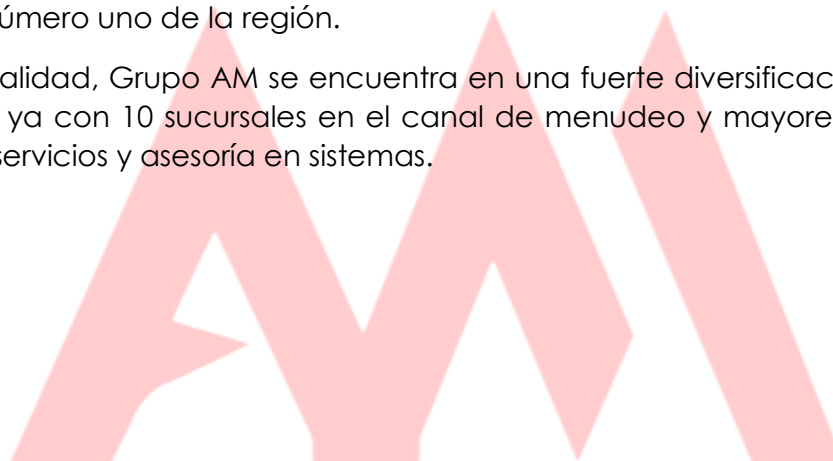 úmero uno de la región.
alidad, Grupo AM se encuentra en una fuerte diversificac
ya con 10 sucursales en el canal de menudeo y mayore
servicios y asesoría en sistemas.